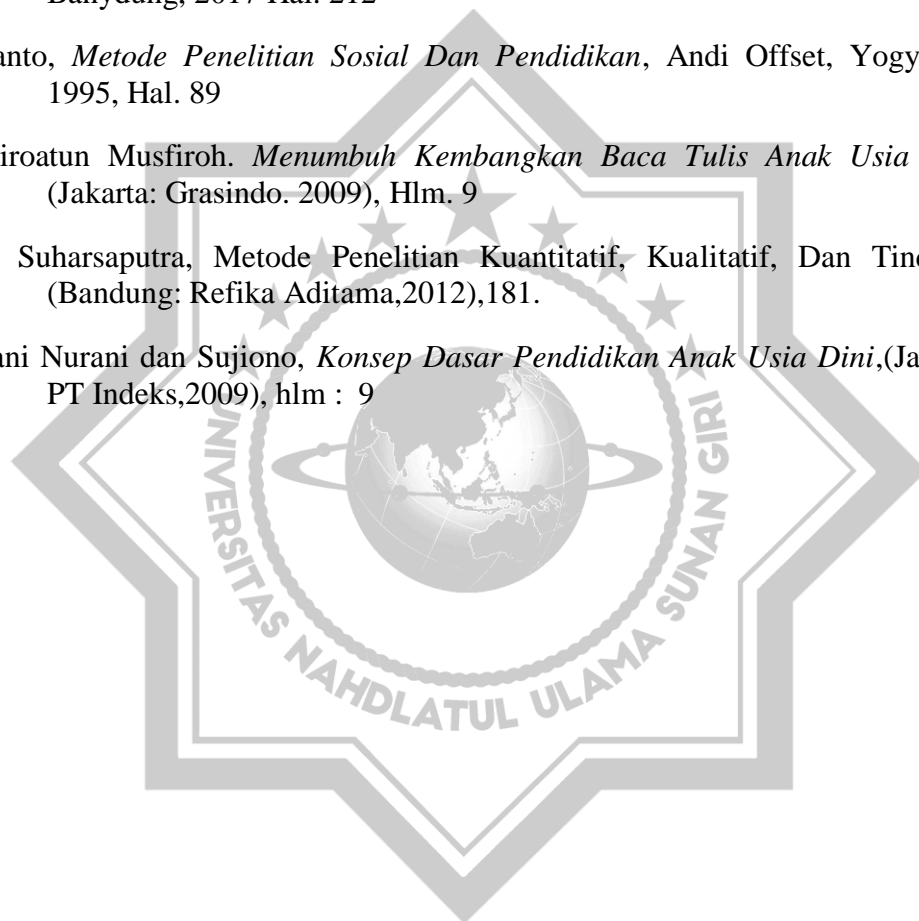 Banydung, 2017 Hal. 212
anto, Metode Penelitian Sosial Dan Pendidikan, Andi Offset, Yogy
1995, Hal. 89
iroatun Musfiroh. Menumbuh Kembangkan Baca Tulis Anak Usia
(Jakarta: Grasindo. 2009), Hlm. 9
Suharsaputra, Metode Penelitian Kuantitatif, Kualitatif, Dan Tind
(Bandung: Refika Aditama,2012),181.
ani Nurani dan Sujiono, Konsep Dasar Pendidikan Anak Usia Dini,(Ja
PT Indeks,2009), hlm : 9
UNIVERSITAS NAHDLATUL ULAMA SUNAN GIRI